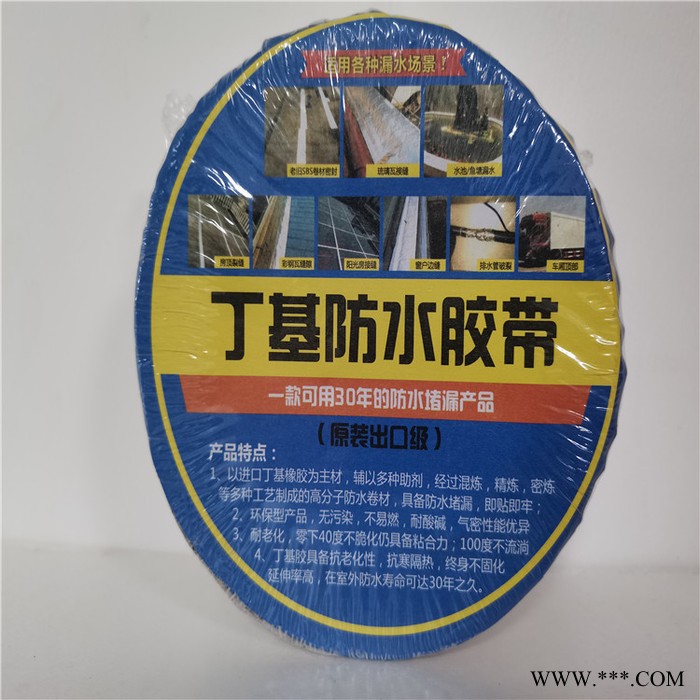 适用各种漏水场景！
老旧SBS卷材密封
琉璃瓦接缝
水池/鱼塘漏水
房顶裂缝
彩钢瓦缝隙
阳光房接缝
窗户边缝
排水管破裂
车厢顶部
丁基防水胶带
一款可用30年的防水堵漏产品
（原装出口级）
产品特点：
1、以进口丁基橡胶为主材，辅以多种助剂，经过混炼，精炼，密炼
等多种工艺制成的高分子防水卷材，具备防水堵漏，即贴即牢；
2、环保型产品，无污染，不易燃，耐酸碱，气密性能优异
3、耐老化，零下40度不脆化仍具备粘合力；100度不流淌
4、丁基胶具备抗老化性，抗寒隔热，终身不固化
延伸率高，在室外防水寿命可达30年之久。
WWW.***.COM